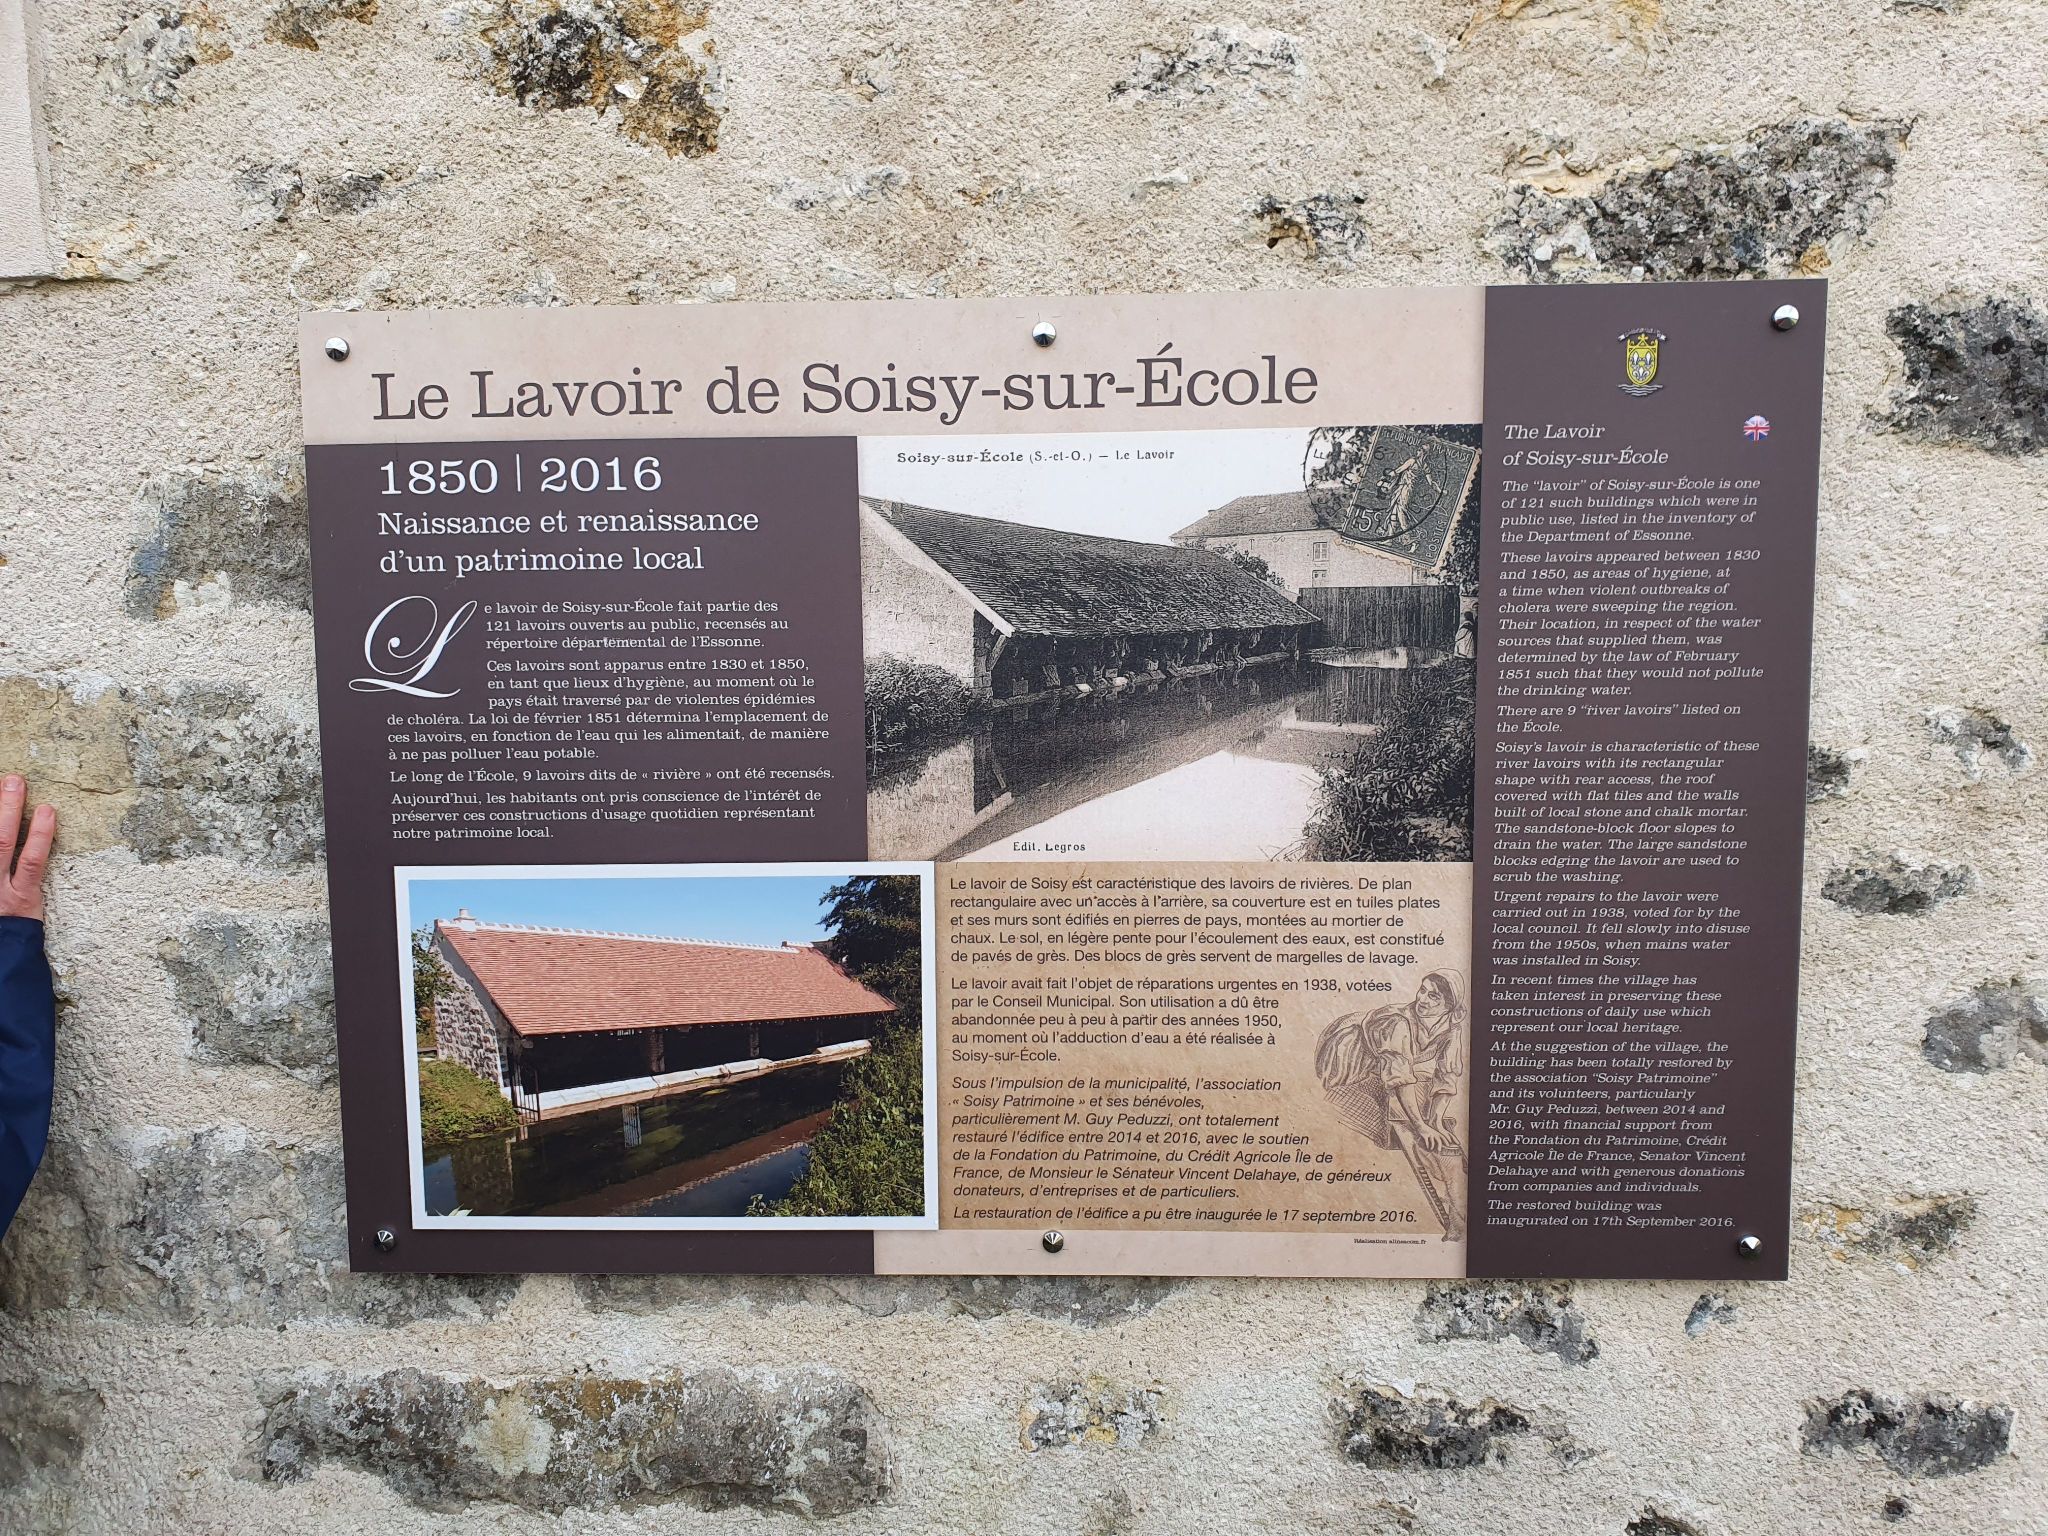 Le Lavoir de Soisy-sur-École
1850 | 2016
Naissance et renaissance
d'un patrimoine local
Le lavoir de Soisy-sur-École fait partie des
121 lavoirs ouverts au public, recensés au
répertoire départemental de l'Essonne.
Ces lavoirs sont apparus entre 1830 et 1850,
en tant que lieux d'hygiène, au moment où le
pays était traversé par de violentes épidémies
de choléra. La loi de février 1851 détermina l'emplacement de
ces lavoirs, en fonction de l'eau qui les alimentait, de manière
à ne pas polluer l'eau potable.
Le long de l'École, 9 lavoirs dits de « rivière » ont été recensés.
Aujourd'hui, les habitants ont pris conscience de l'intérêt de
préserver ces constructions d'usage quotidien représentant
notre patrimoine local.
Soisy-sur-École (S.-et-O.) — Le Lavoir
15c
Edit. Legros
Le lavoir de Soisy est caractéristique des lavoirs de rivières. De plan
rectangulaire avec un accès à l'arrière, sa couverture est en tuiles plates
et ses murs sont édifiés en pierres de pays, montées au mortier de
chaux. Le sol, en légère pente pour l'écoulement des eaux, est constitué
de pavés de grès. Des blocs de grès servent de margelles de lavage.
Le lavoir avait fait l'objet de réparations urgentes en 1938, votées
par le Conseil Municipal. Son utilisation a dû être
abandonnée peu à peu à partir des années 1950,
au moment où l'adduction d'eau a été réalisée à
Soisy-sur-École.
Sous l'impulsion de la municipalité, l'association
« Soisy Patrimoine » et ses bénévoles,
particulièrement M. Guy Peduzzi, ont totalement
restauré l'édifice entre 2014 et 2016, avec le soutien
de la Fondation du Patrimoine, du Crédit Agricole Île de
France, de Monsieur le Sénateur Vincent Delahaye, de généreux
donateurs, d'entreprises et de particuliers.
La restauration de l'édifice a pu être inaugurée le 17 septembre 2016.
Réalisation alineacom.fr
The Lavoir
of Soisy-sur-École
The "lavoir" of Soisy-sur-École is one
of 121 such buildings which were in
public use, listed in the inventory of
the Department of Essonne.
These lavoirs appeared between 1830
and 1850, as areas of hygiene, at
a time when violent outbreaks of
cholera were sweeping the region.
Their location, in respect of the water
sources that supplied them, was
determined by the law of February
1851 such that they would not pollute
the drinking water.
There are 9 "river lavoirs" listed on
the École.
Soisy's lavoir is characteristic of these
river lavoirs with its rectangular
shape with rear access, the roof
covered with flat tiles and the walls
built of local stone and chalk mortar.
The sandstone-block floor slopes to
drain the water. The large sandstone
blocks edging the lavoir are used to
scrub the washing.
Urgent repairs to the lavoir were
carried out in 1938, voted for by the
local council. It fell slowly into disuse
from the 1950s, when mains water
was installed in Soisy.
In recent times the village has
taken interest in preserving these
constructions of daily use which
represent our local heritage.
At the suggestion of the village, the
building has been totally restored by
the association "Soisy Patrimoine"
and its volunteers, particularly
Mr. Guy Peduzzi, between 2014 and
2016, with financial support from
the Fondation du Patrimoine, Crédit
Agricole Île de France, Senator Vincent
Delahaye and with generous donations
from companies and individuals.
The restored building was
inaugurated on 17th September 2016.